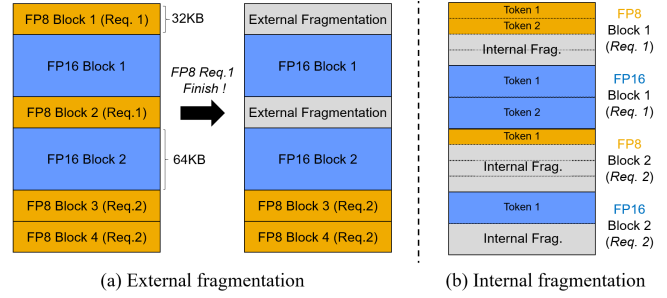 FP8 Block 1 (Req. 1)
FP16 Block 1
FP8 Block 2 (Req.1)
FP16 Block 2
FP8 Block 3 (Req.2)
FP8 Block 4 (Req.2)
32KB
64KB
FP8 Req.1
Finish !
External Fragmentation
FP16 Block 1
External Fragmentation
FP16 Block 2
FP8 Block 3 (Req.2)
FP8 Block 4 (Req.2)
(a) External fragmentation
Token 1
Token 2
Internal Frag.
Token 1
Token 2
Token 1
Internal Frag.
Token 1
Internal Frag.
FP8
Block 1
(Req. 1)
FP16
Block 1
(Req. 1)
FP8
Block 2
(Req. 2)
FP16
Block 2
(Req. 2)
(b) Internal fragmentation